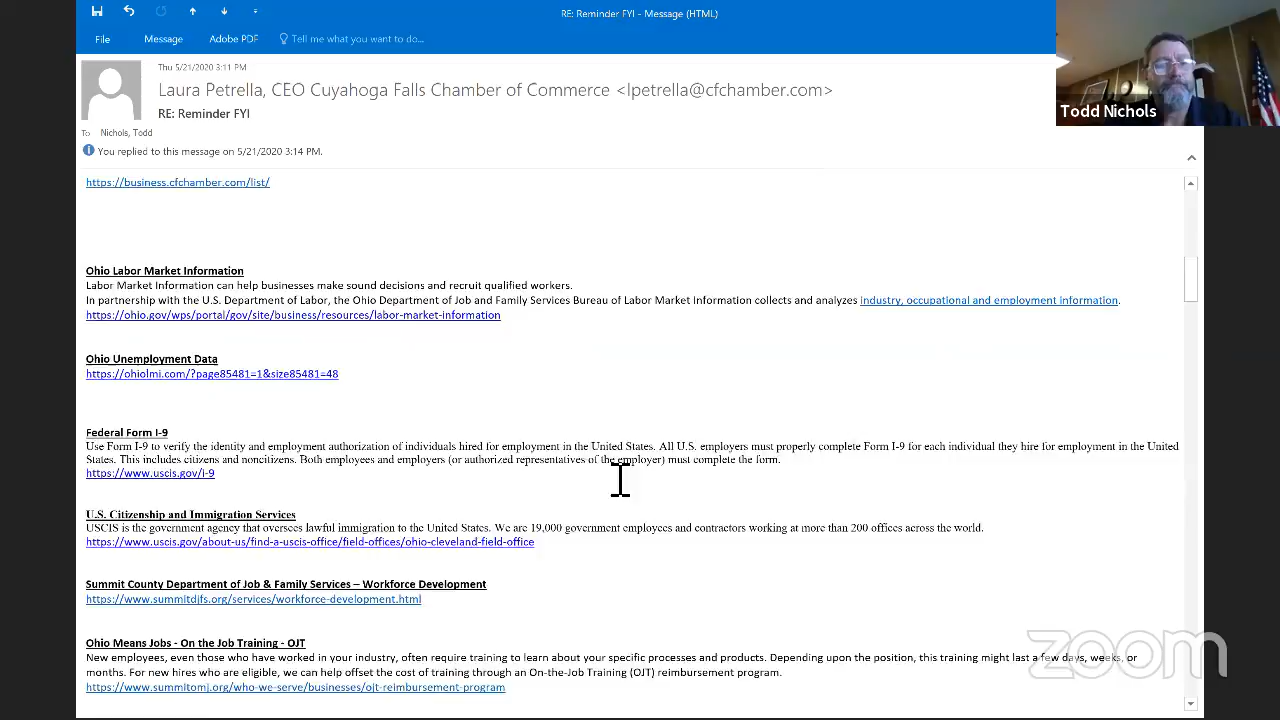 RE: Reminder FYI - Message (HTML)
File Message Adobe PDF Tell me what you want to do...
Thu 5/21/2020 3:11 PM
Laura Petrella, CEO Cuyahoga Falls Chamber of Commerce <lpetrella@cfchamber.com>
RE: Reminder FYI
Todd Nichols
To Nichols, Todd
You replied to this message on 5/21/2020 3:14 PM.
https://business.cfchamber.com/list/
Ohio Labor Market Information
Labor Market Information can help businesses make sound decisions and recruit qualified workers.
In partnership with the U.S. Department of Labor, the Ohio Department of Job and Family Services Bureau of Labor Market Information collects and analyzes industry, occupational and employment information.
https://ohio.gov/wps/portal/gov/site/business/resources/labor-market-information
Ohio Unemployment Data
https://ohiolmi.com/?page85481=1&size85481=48
Federal Form I-9
Use Form I-9 to verify the identity and employment authorization of individuals hired for employment in the United States. All U.S. employers must properly complete Form I-9 for each individual they hire for employment in the United
States. This includes citizens and noncitizens. Both employees and employers (or authorized representatives of the employer) must complete the form.
https://www.uscis.gov/i-9
U.S. Citizenship and Immigration Services
USCIS is the government agency that oversees lawful immigration to the United States. We are 19,000 government employees and contractors working at more than 200 offices across the world.
https://www.uscis.gov/about-us/find-a-uscis-office/field-offices/ohio-cleveland-field-office
Summit County Department of Job & Family Services – Workforce Development
https://www.summitdjfs.org/services/workforce-development.html
Ohio Means Jobs - On the Job Training - OJT
New employees, even those who have worked in your industry, often require training to learn about your specific processes and products. Depending upon the position, this training might last a few days, weeks, or
months. For new hires who are eligible, we can help offset the cost of training through an On-the-Job Training (OJT) reimbursement program.
https://www.summitomj.org/who-we-serve/businesses/ojt-reimbursement-program
zoom